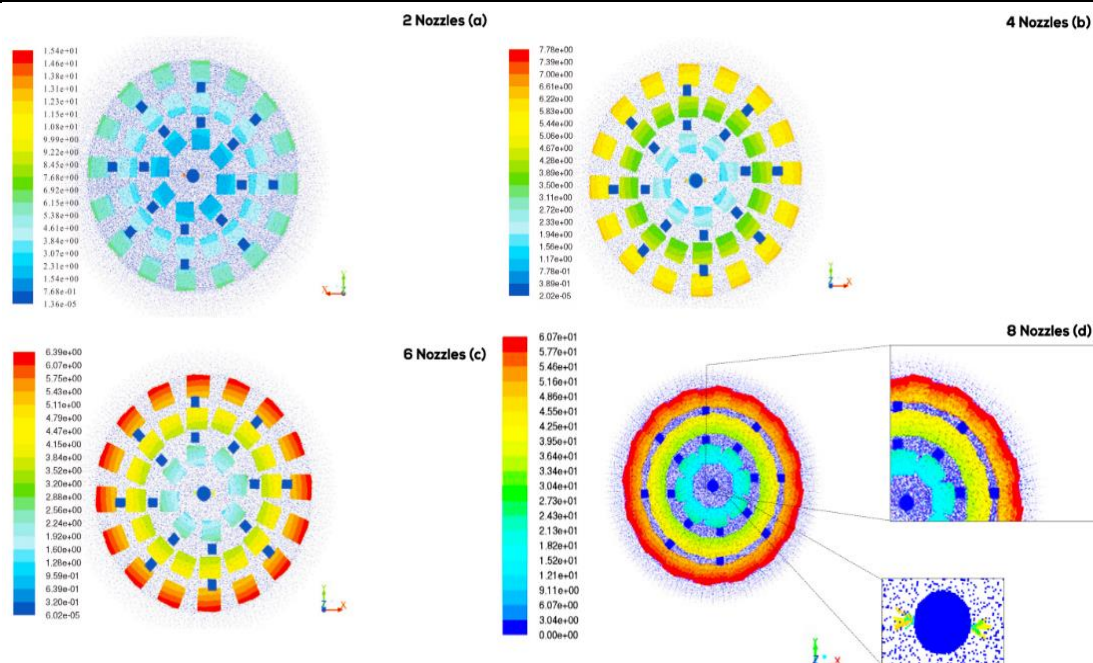 2 Nozzles (a)
1.54e+01
1.46e+01
1.38e+01
1.31e+01
1.23e+01
1.15e+01
1.08e+01
9.99e+00
9.22e+00
8.45e+00
7.68e+00
6.92e+00
6.15e+00
5.38e+00
4.61e+00
3.84e+00
3.07e+00
2.31e+00
1.54e+00
7.68e-01
1.36e-05
Y
X
Z
4 Nozzles (b)
7.78e+00
7.39e+00
7.00e+00
6.61e+00
6.22e+00
5.83e+00
5.44e+00
5.06e+00
4.67e+00
4.28e+00
3.89e+00
3.50e+00
3.11e+00
2.72e+00
2.33e+00
1.94e+00
1.56e+00
1.17e+00
7.78e-01
3.89e-01
2.02e-05
Y
Z
X
6 Nozzles (c)
6.39e+00
6.07e+00
5.75e+00
5.43e+00
5.11e+00
4.79e+00
4.47e+00
4.15e+00
3.84e+00
3.52e+00
3.20e+00
2.88e+00
2.56e+00
2.24e+00
1.92e+00
1.60e+00
1.28e+00
9.59e-01
6.39e-01
3.20e-01
6.02e-05
Y
Z
X
8 Nozzles (d)
6.07e+01
5.77e+01
5.46e+01
5.16e+01
4.86e+01
4.55e+01
4.25e+01
3.95e+01
3.64e+01
3.34e+01
3.04e+01
2.73e+01
2.43e+01
2.13e+01
1.82e+01
1.52e+01
1.21e+01
9.11e+00
6.07e+00
3.04e+00
0.00e+00
Y
Z
X